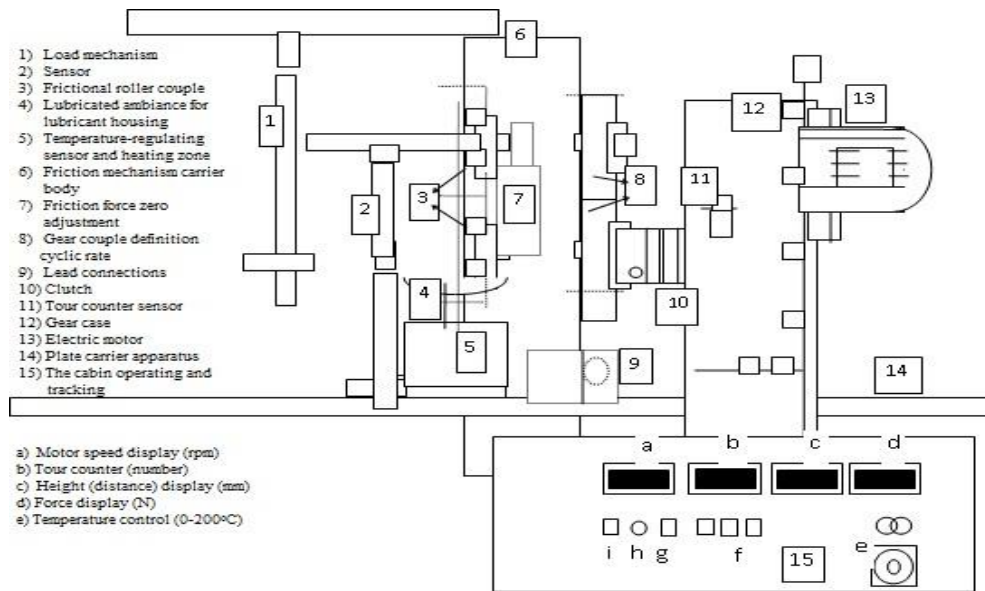 1) Load mechanism
2) Sensor
3) Frictional roller couple
4) Lubricated ambiance for
lubricant housing
5) Temperature-regulating
sensor and heating zone
6) Friction mechanism carrier
body
7) Friction force zero
adjustment
8) Gear couple definition
cyclic rate
9) Lead connections
10) Clutch
11) Tour counter sensor
12) Gear case
13) Electric motor
14) Plate carrier apparatus
15) The cabin operating and
tracking
a) Motor speed display (rpm)
b) Tour counter (number)
c) Height (distance) display (mm)
d) Force display (N)
e) Temperature control (0-200°C)
6
12
13
1
8
11
2
3
7
4
10
5
9
14
a b c d
i h g f e
15